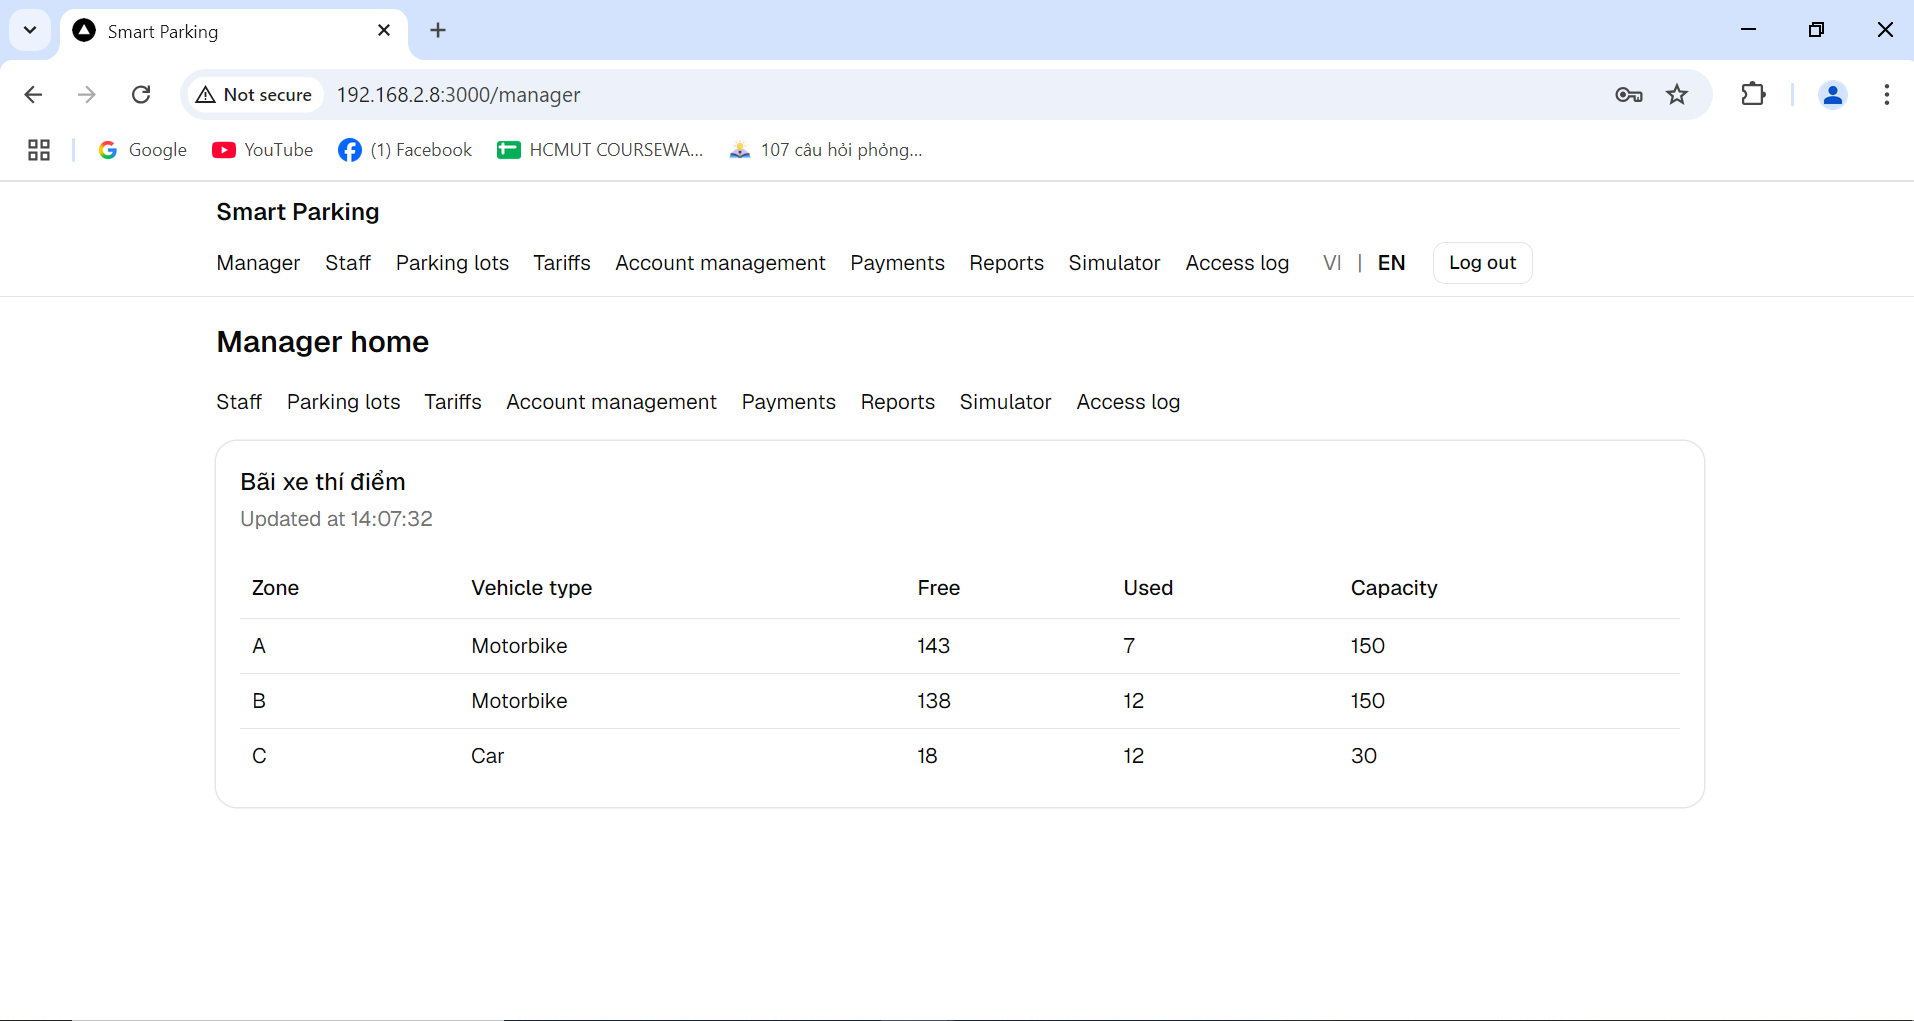 Smart Parking
Not secure 192.168.2.8:3000/manager
Google YouTube (1) Facebook HCMUT COURSEWA... 107 câu hỏi phỏng...
Smart Parking
Manager Staff Parking lots Tariffs Account management Payments Reports Simulator Access log VI | EN Log out
Manager home
Staff Parking lots Tariffs Account management Payments Reports Simulator Access log
Bãi xe thí điểm
Updated at 14:07:32
Zone Vehicle type Free Used Capacity
A Motorbike 143 7 150
B Motorbike 138 12 150
C Car 18 12 30